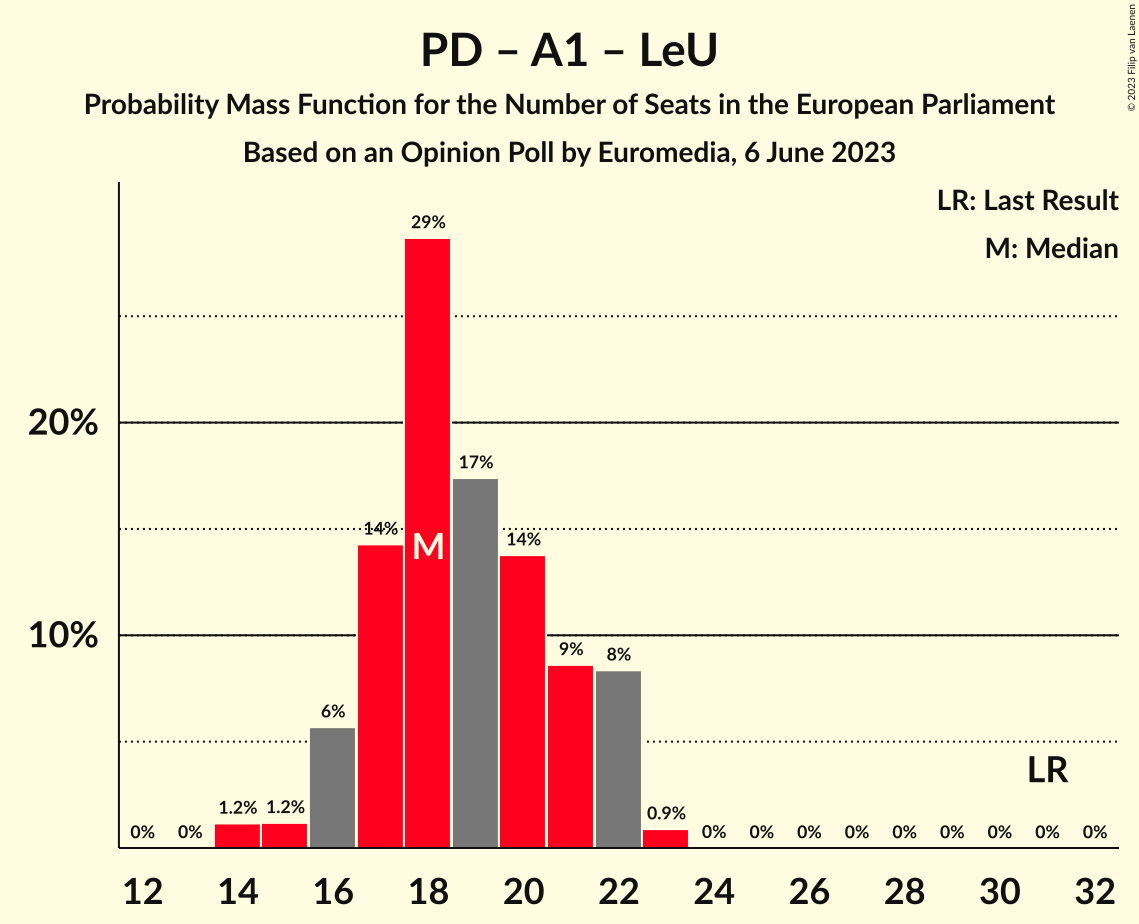 © 2023 Filip van Laenen
PD – A1 – LeU
Probability Mass Function for the Number of Seats in the European Parliament
Based on an Opinion Poll by Euromedia, 6 June 2023
LR: Last Result
M: Median
29%
20%
17%
14%
M
14%
10%
9%
8%
6%
LR
1.2%
1.2%
0.9%
0% 0% 0% 0% 0% 0% 0% 0% 0% 0% 0%
12 14 16 18 20 22 24 26 28 30 32